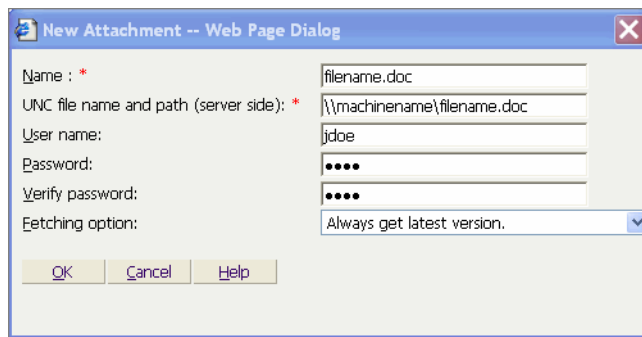 New Attachment -- Web Page Dialog
Name : * filename.doc
UNC file name and path (server side): * \\machinename\filename.doc
User name: jdoe
Password: ●●●●
Verify password: ●●●●
Fetching option: Always get latest version.
OK Cancel Help